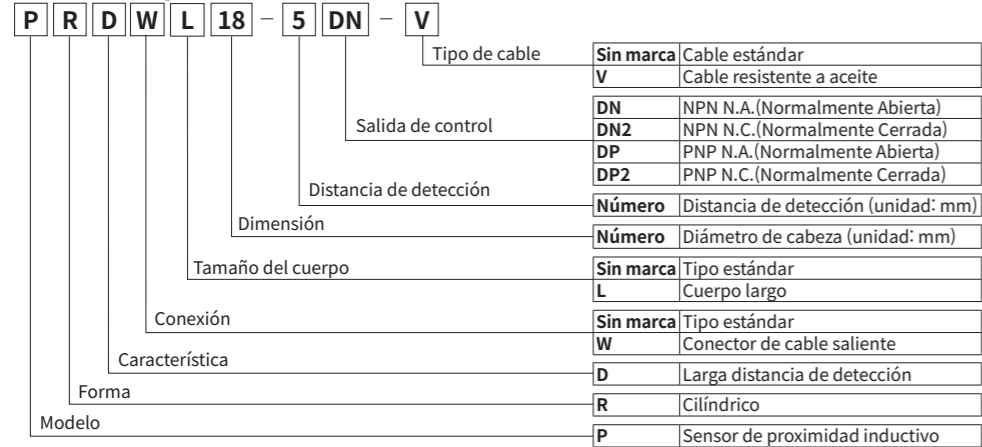 P R D W L 18 – 5 DN – V
Tipo de cable
Sin marca Cable estándar
V Cable resistente a aceite
Salida de control
DN NPN N.A.(Normalmente Abierta)
DN2 NPN N.C.(Normalmente Cerrada)
DP PNP N.A.(Normalmente Abierta)
DP2 PNP N.C.(Normalmente Cerrada)
Distancia de detección
Número Distancia de detección (unidad: mm)
Dimensión
Número Diámetro de cabeza (unidad: mm)
Tamaño del cuerpo
Sin marca Tipo estándar
L Cuerpo largo
Conexión
Sin marca Tipo estándar
W Conector de cable saliente
Característica
D Larga distancia de detección
Forma
R Cilíndrico
Modelo
P Sensor de proximidad inductivo